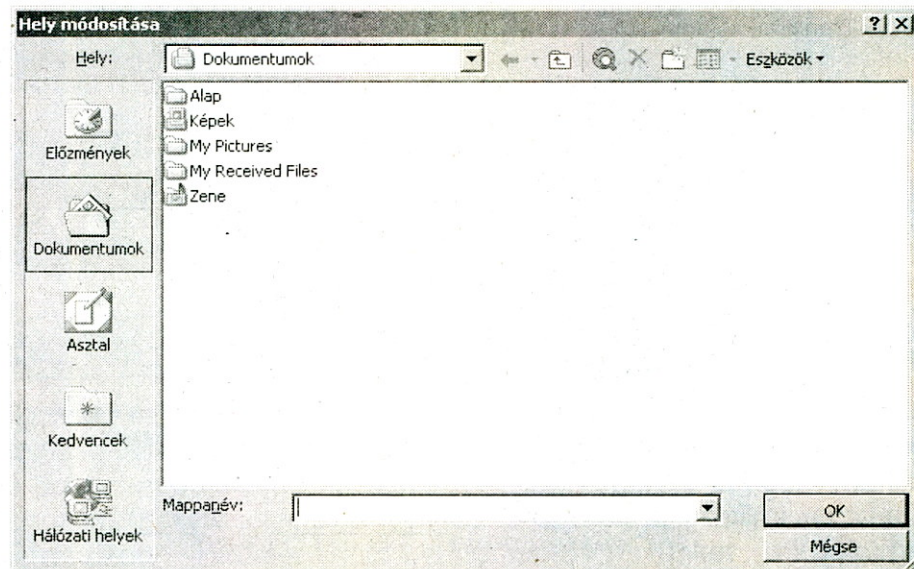 Hely módosítása
Hely:
Dokumentumok
Eszközök
Előzmények
Dokumentumok
Asztal
Kedvencek
Hálózati helyek
Alap
Képek
My Pictures
My Received Files
Zene
Mappanév:
OK
Mégse